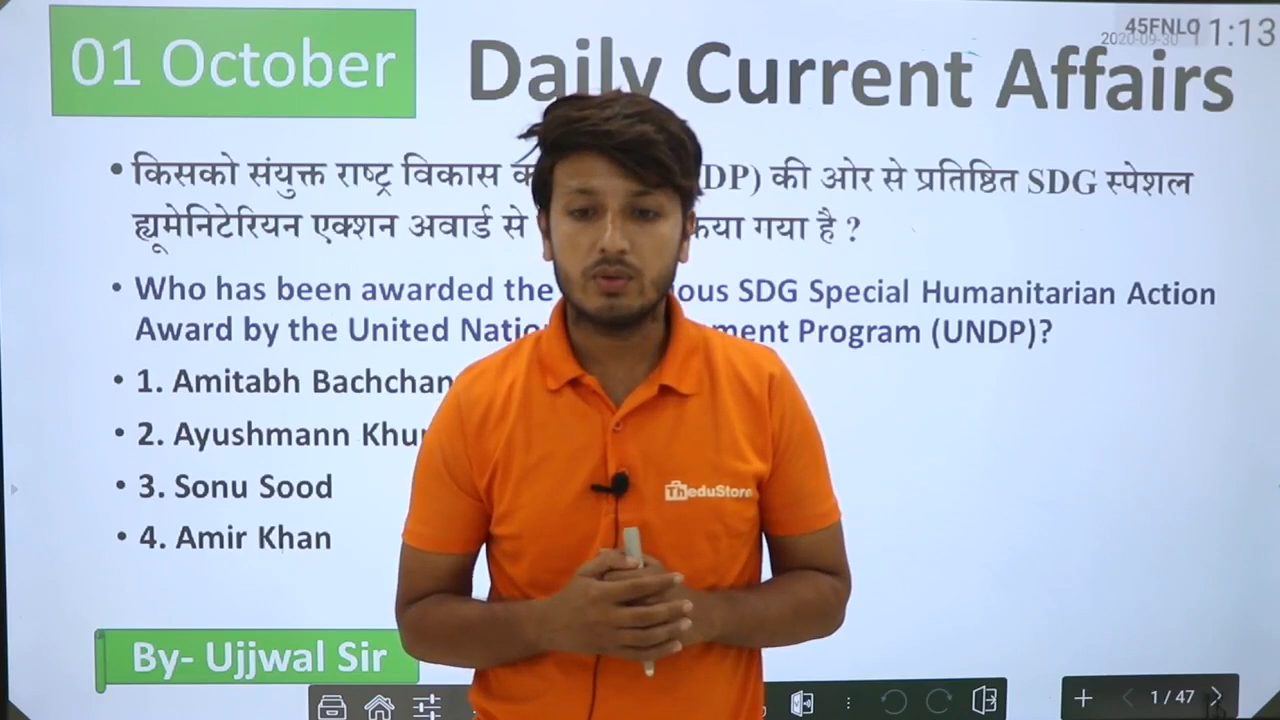 01 October
Daily Current Affairs
45FNLQ
2020-09-30
11:13
• किसको संयुक्त राष्ट्र विकास DP) की ओर से प्रतिष्ठित SDG स्पेशल
ह्यूमेनिटेरियन एक्शन अवार्ड से गया है ?
• Who has been awarded the ous SDG Special Humanitarian Action
Award by the United Natio ment Program (UNDP)?
• 1. Amitabh Bachchan
• 2. Ayushmann Khu
• 3. Sonu Sood
• 4. Amir Khan
TheduStore
By- Ujjwal Sir
1 / 47